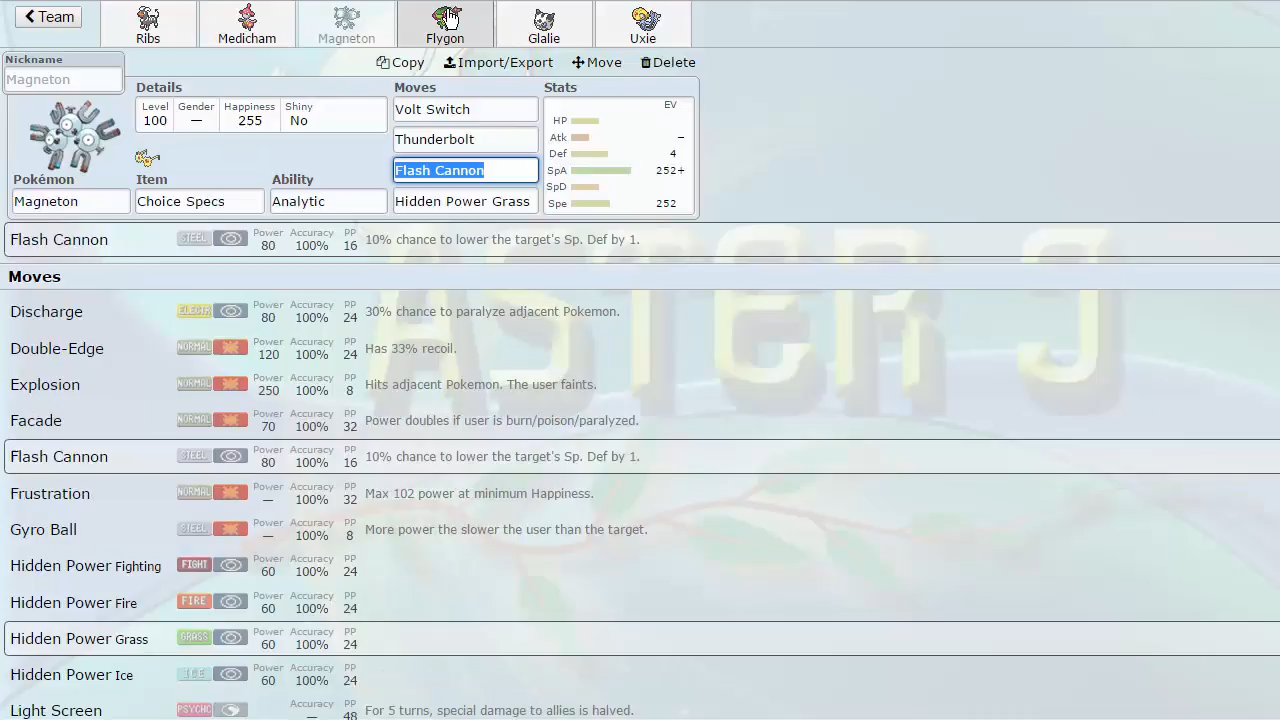 Team
Ribs Medicham Magneton Flygon Glalie Uxie
Nickname
Magneton
Copy Import/Export Move Delete
Details Moves Stats
Level Gender Happiness Shiny
100 — 255 No
EV
Volt Switch
HP
Thunderbolt
Atk –
Def 4
Flash Cannon
SpA 252+
Pokémon Item Ability
SpD
Magneton Choice Specs Analytic Hidden Power Grass
Spe 252
Flash Cannon STEEL Power 80 Accuracy 100% PP 16 10% chance to lower the target's Sp. Def by 1.
Moves
Discharge ELECTR Power 80 Accuracy 100% PP 24 30% chance to paralyze adjacent Pokemon.
Double-Edge NORMAL Power 120 Accuracy 100% PP 24 Has 33% recoil.
Explosion NORMAL Power 250 Accuracy 100% PP 8 Hits adjacent Pokemon. The user faints.
Facade NORMAL Power 70 Accuracy 100% PP 32 Power doubles if user is burn/poison/paralyzed.
Flash Cannon STEEL Power 80 Accuracy 100% PP 16 10% chance to lower the target's Sp. Def by 1.
Frustration NORMAL Power — Accuracy 100% PP 32 Max 102 power at minimum Happiness.
Gyro Ball STEEL Power — Accuracy 100% PP 8 More power the slower the user than the target.
Hidden Power Fighting FIGHT Power 60 Accuracy 100% PP 24
Hidden Power Fire FIRE Power 60 Accuracy 100% PP 24
Hidden Power Grass GRASS Power 60 Accuracy 100% PP 24
Hidden Power Ice ICE Power 60 Accuracy 100% PP 24
Light Screen PSYCHC Accuracy — PP 48 For 5 turns, special damage to allies is halved.
ASTER J